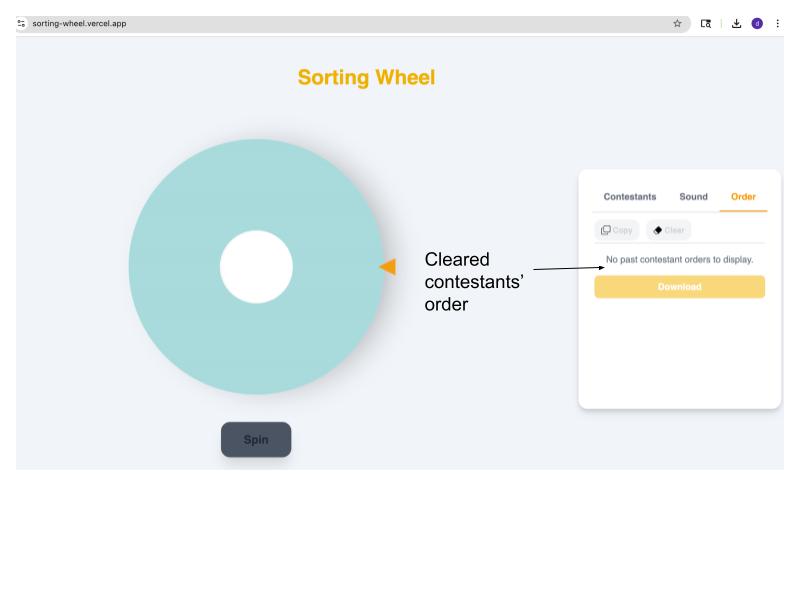 sorting-wheel.vercel.app
d
Sorting Wheel
Contestants Sound Order
Copy Clear
No past contestant orders to display.
Download
Cleared
contestants’
order
Spin